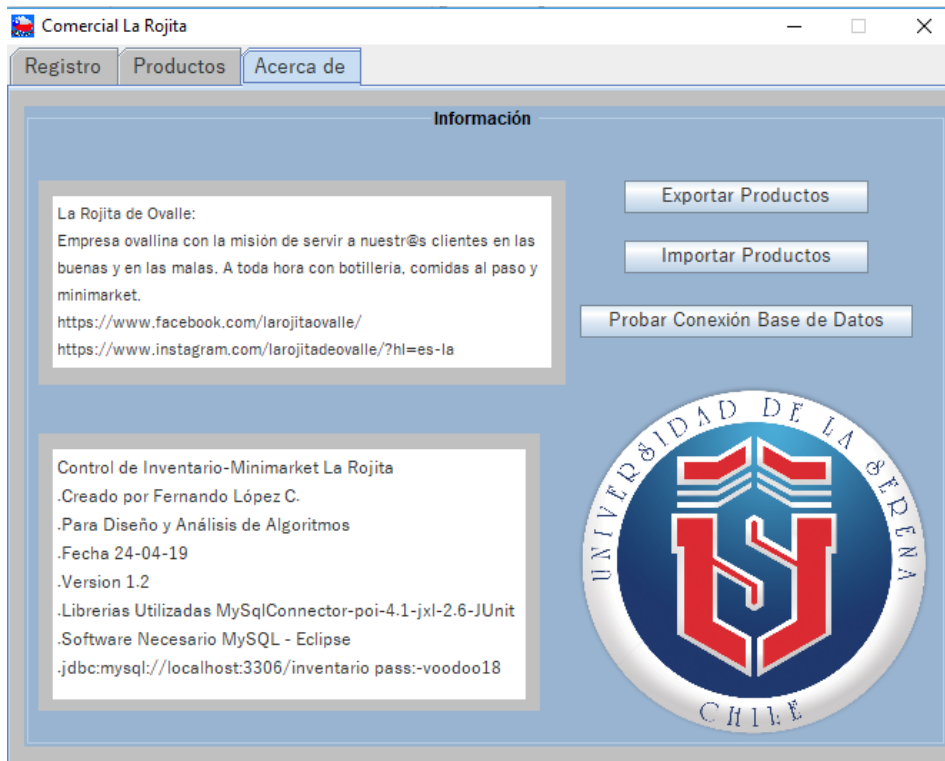 Comercial La Rojita
Registro
Productos
Acerca de
Información
La Rojita de Ovalle:
Empresa ovallina con la misión de servir a nuestr@s clientes en las
buenas y en las malas. A toda hora con botillería, comidas al paso y
minimarket.
https://www.facebook.com/larojitaovalle/
https://www.instagram.com/larojitadeovalle/?hl=es-la
Exportar Productos
Importar Productos
Probar Conexión Base de Datos
Control de Inventario-Minimarket La Rojita
.Creado por Fernando López C.
.Para Diseño y Análisis de Algoritmos
.Fecha 24-04-19
.Version 1.2
.Librerias Utilizadas MySqlConnector-poi-4.1-jxl-2.6-JUnit
.Software Necesario MySQL - Eclipse
.jdbc:mysql://localhost:3306/inventario pass:-voodoo18
UNIVERSIDAD DE LA SERENA
CHILE